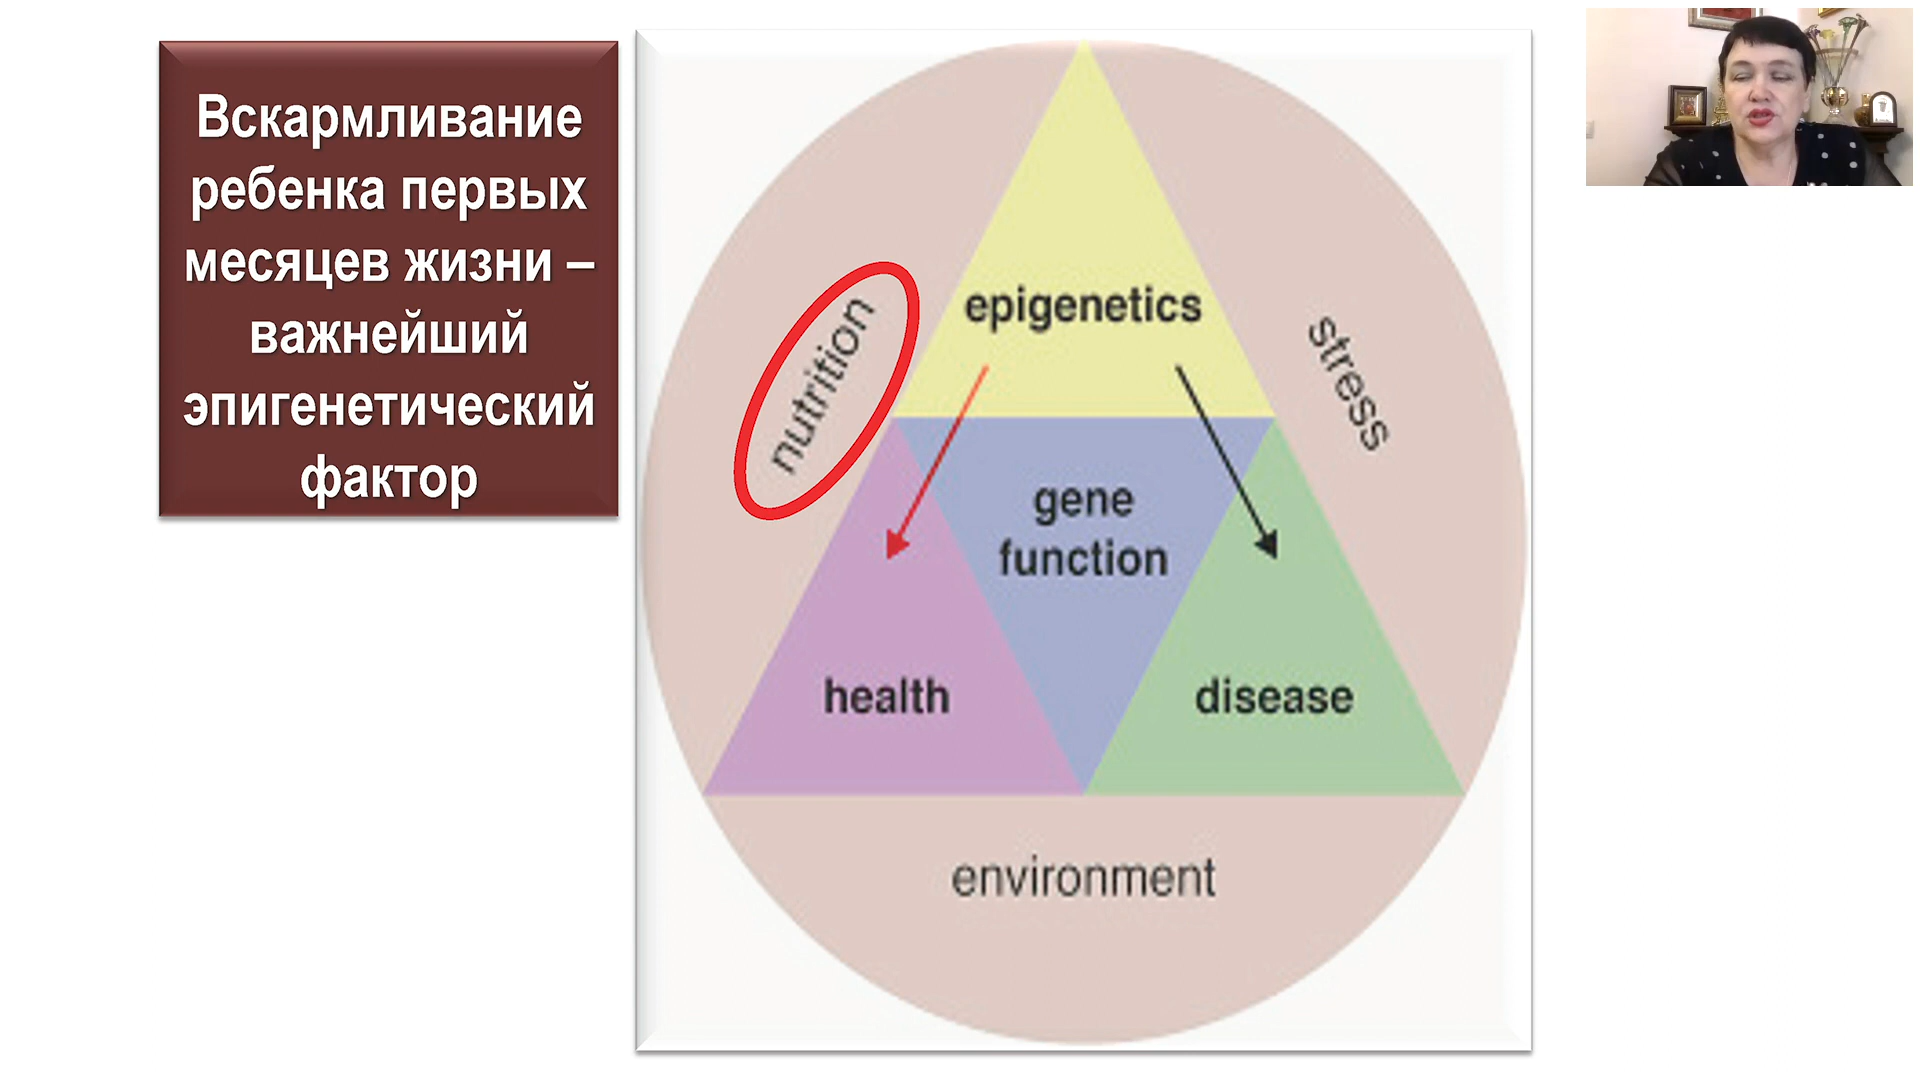 Вскармливание
ребенка первых
месяцев жизни –
важнейший
эпигенетический
фактор
epigenetics
nutrition
stress
gene
function
health
disease
environment